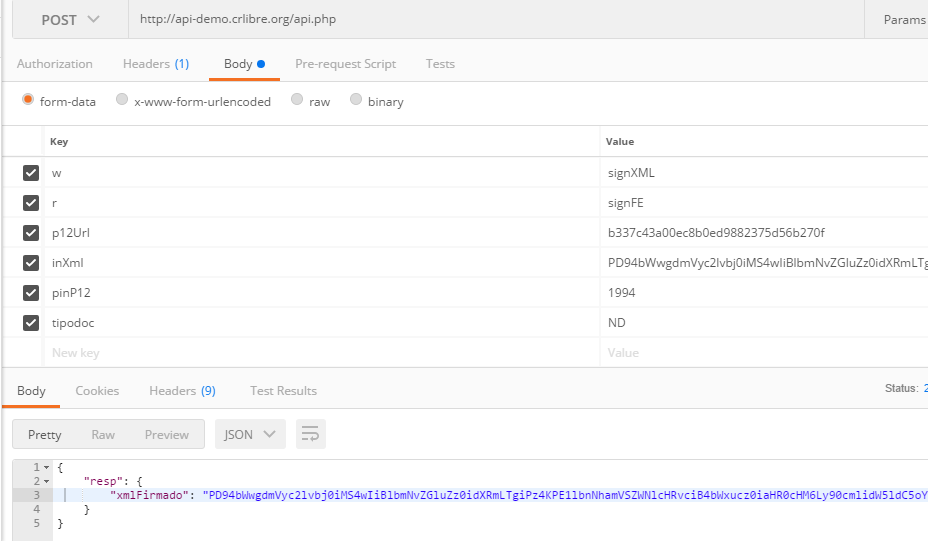 POST http://api-demo.crlibre.org/api.php Params
Authorization Headers (1) Body Pre-request Script Tests
form-data x-www-form-urlencoded raw binary
Key Value
w signXML
r signFE
p12Url b337c43a00ec8b0ed9882375d56b270f
inXml PD94bWwgdmVyc2lvbj0iMS4wIiBlbmNvZGluZz0idXRmLTg
pinP12 1994
tipodoc ND
New key Value
Body Cookies Headers (9) Test Results Status: 2
Pretty Raw Preview JSON
1 {
2 "resp": {
3 "xmlFirmado": "PD94bWwgdmVyc2lvbj0iMS4wIiBlbmNvZGluZz0idXRmLTgiPz4KPE1lbnNhamVSZWNlcHRvciB4bWxucz0iaHR0cHM6Ly90cmlidW5ldC5oY
4 }
5 }